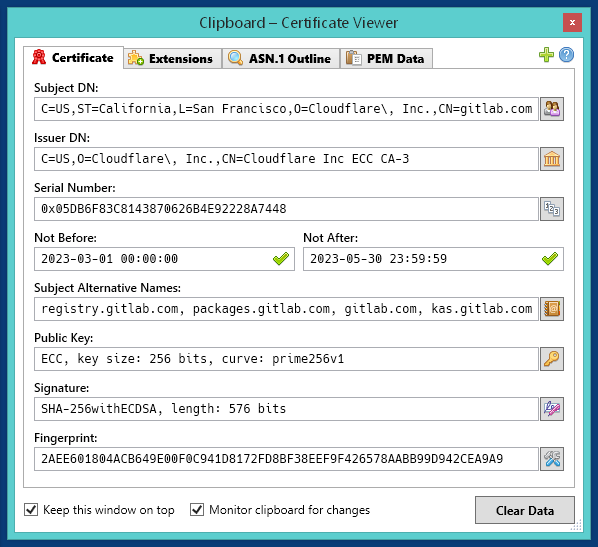 Clipboard – Certificate Viewer
x
Certificate
Extensions
ASN.1 Outline
PEM Data
?
Subject DN:
C=US,ST=California,L=San Francisco,O=Cloudflare\, Inc.,CN=gitlab.com
Issuer DN:
C=US,O=Cloudflare\, Inc.,CN=Cloudflare Inc ECC CA-3
Serial Number:
0x05DB6F83C8143870626B4E92228A7448
Not Before:
Not After:
2023-03-01 00:00:00
2023-05-30 23:59:59
Subject Alternative Names:
registry.gitlab.com, packages.gitlab.com, gitlab.com, kas.gitlab.com
Public Key:
ECC, key size: 256 bits, curve: prime256v1
Signature:
SHA-256withECDSA, length: 576 bits
Fingerprint:
2AEE601804ACB649E00F0C941D8172FD8BF38EEF9F426578AABB99D942CEA9A9
Keep this window on top
Monitor clipboard for changes
Clear Data